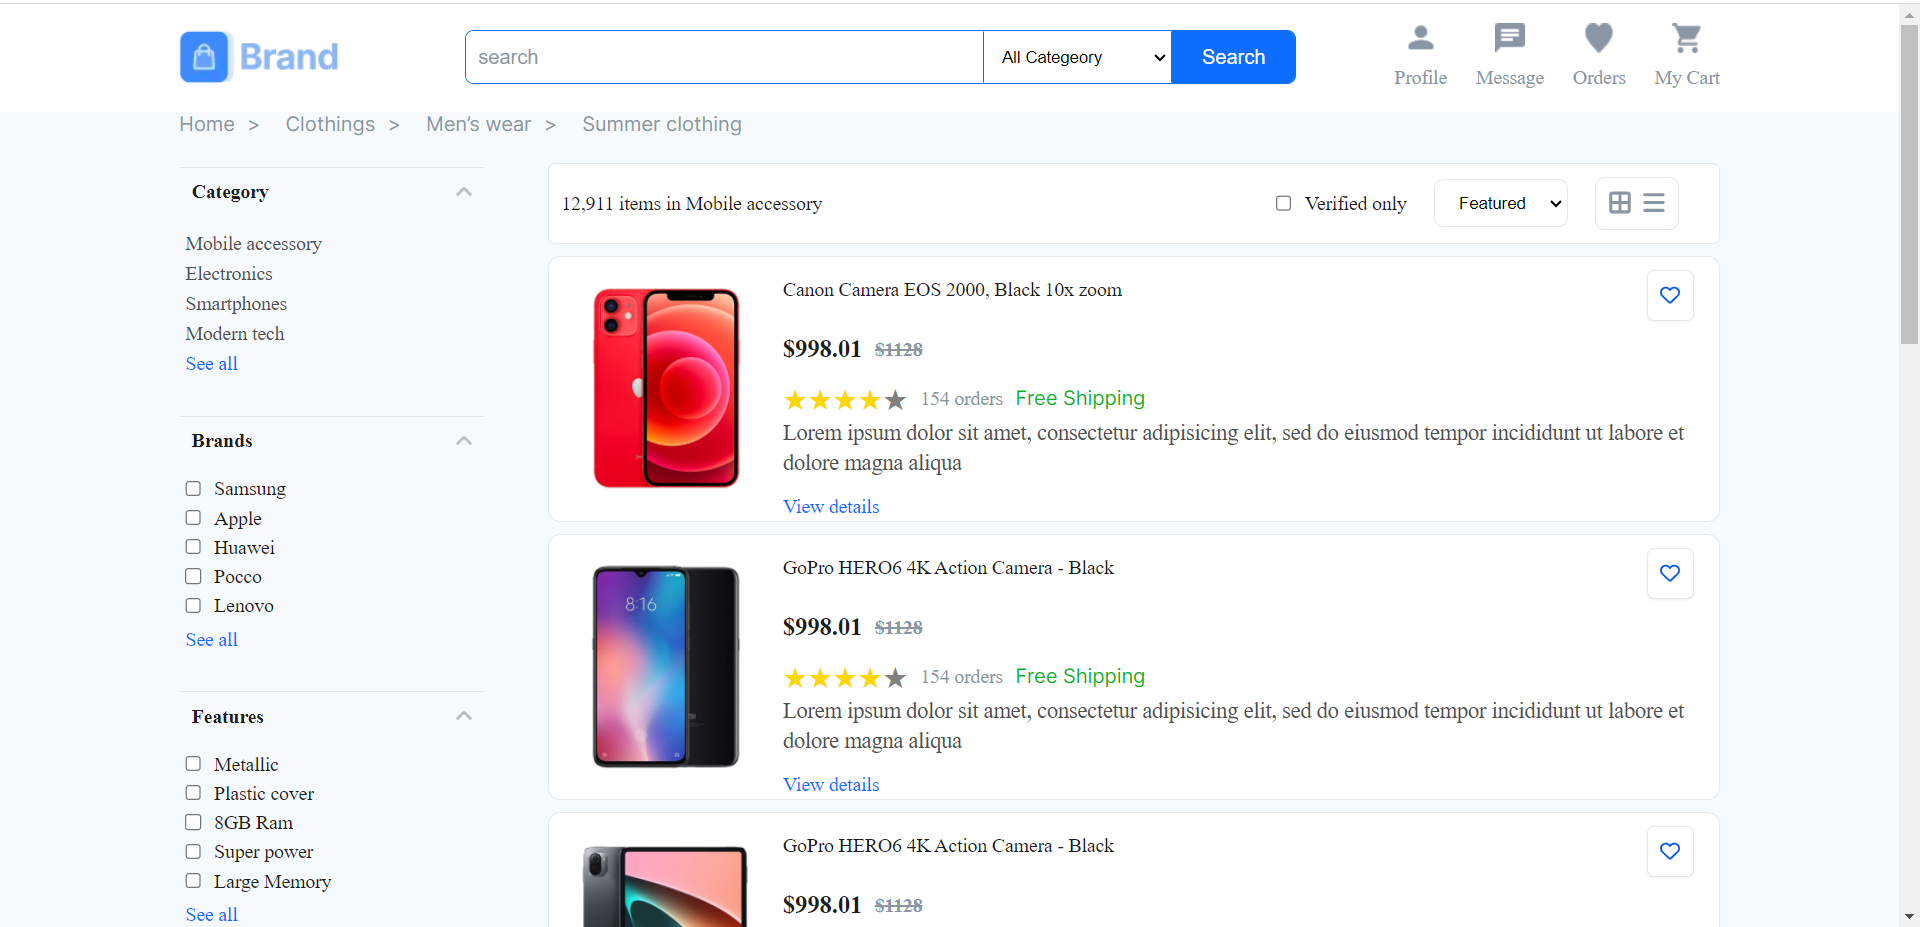 Brand
search
All Categeory
Search
Profile
Message
Orders
My Cart
Home > Clothings > Men’s wear > Summer clothing
Category
Mobile accessory
Electronics
Smartphones
Modern tech
See all
Brands
Samsung
Apple
Huawei
Pocco
Lenovo
See all
Features
Metallic
Plastic cover
8GB Ram
Super power
Large Memory
See all
12,911 items in Mobile accessory
Verified only
Featured
Canon Camera EOS 2000, Black 10x zoom
$998.01 $1128
154 orders Free Shipping
Lorem ipsum dolor sit amet, consectetur adipisicing elit, sed do eiusmod tempor incididunt ut labore et
dolore magna aliqua
View details
8:16
GoPro HERO6 4K Action Camera - Black
$998.01 $1128
154 orders Free Shipping
Lorem ipsum dolor sit amet, consectetur adipisicing elit, sed do eiusmod tempor incididunt ut labore et
dolore magna aliqua
View details
GoPro HERO6 4K Action Camera - Black
$998.01 $1128